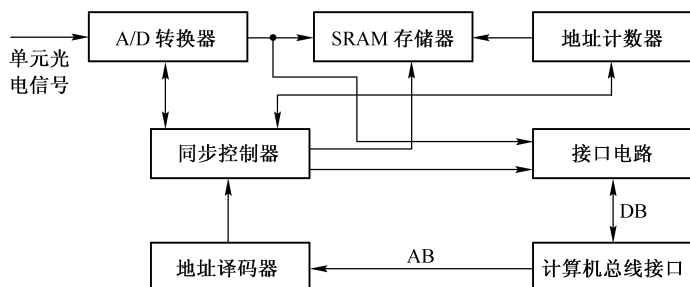 A/D 转换器
SRAM 存储器
地址计数器
单元光
电信号
同步控制器
接口电路
DB
地址译码器
AB
计算机总线接口